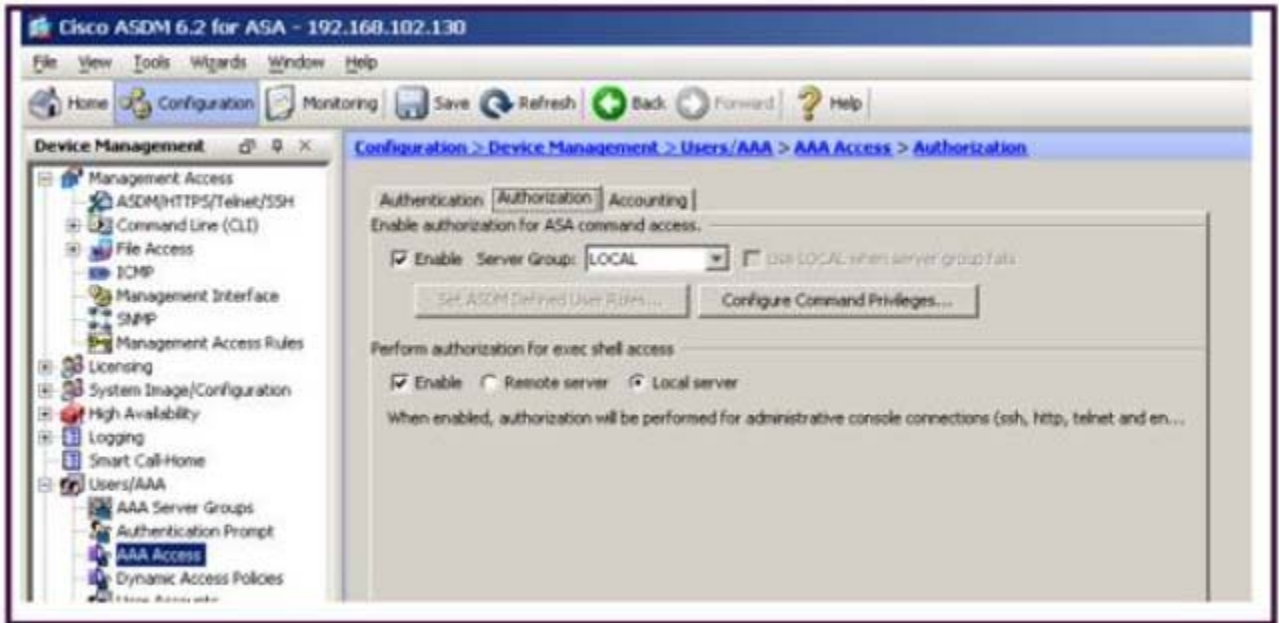 Cisco ASDM 6.2 for ASA - 192.168.102.130
File View Tools Wizards Window Help
Home Configuration Monitoring Save Refresh Back Forward Help
Device Management
Management Access
ASDM/HTTPS/Telnet/SSH
Command Line (CLI)
File Access
ICMP
Management Interface
SNMP
Management Access Rules
Licensing
System Image/Configuration
High Availability
Logging
Smart Call-Home
Users/AAA
AAA Server Groups
Authentication Prompt
AAA Access
Dynamic Access Policies
User Accounts
Configuration > Device Management > Users/AAA > AAA Access > Authorization
Authentication Authorization Accounting
Enable authorization for ASA command access.
Enable Server Group: LOCAL Use LOCAL when server group fails
Set ASDM Defined User Roles... Configure Command Privileges...
Perform authorization for exec shell access
Enable Remote server Local server
When enabled, authorization will be performed for administrative console connections (ssh, http, telnet and en...